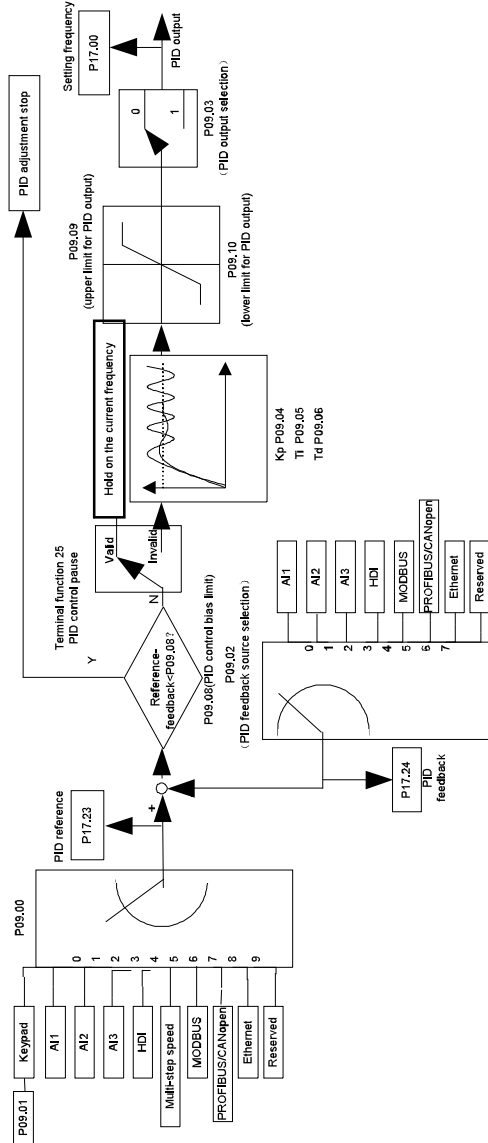 P09.00
P09.01
Keypad
AI1
AI2
AI3
HDI
Multi-step speed
MODBUS
PROFIBUS/CANopen
Ethernet
Reserved
0
1
2
3
4
5
6
7
8
9
PID reference
P17.23
+
Reference-
feedback<P09.08?
P09.08(PID control bias limit)
Y
N
PID adjustment stop
Terminal function 25
PID control pause
Valid
Invalid
Hold on the current frequency
Kp P09.04
Ti P09.05
Td P09.06
P09.09
(upper limit for PID output)
P09.10
(lower limit for PID output)
0
1
P09.03
(PID output selection)
Setting frequency
P17.00
PID output
P09.02
(PID feedback source selection)
0
1
2
3
4
5
6
7
AI1
AI2
AI3
HDI
MODBUS
PROFIBUS/CANopen
Ethernet
Reserved
P17.24
PID
feedback